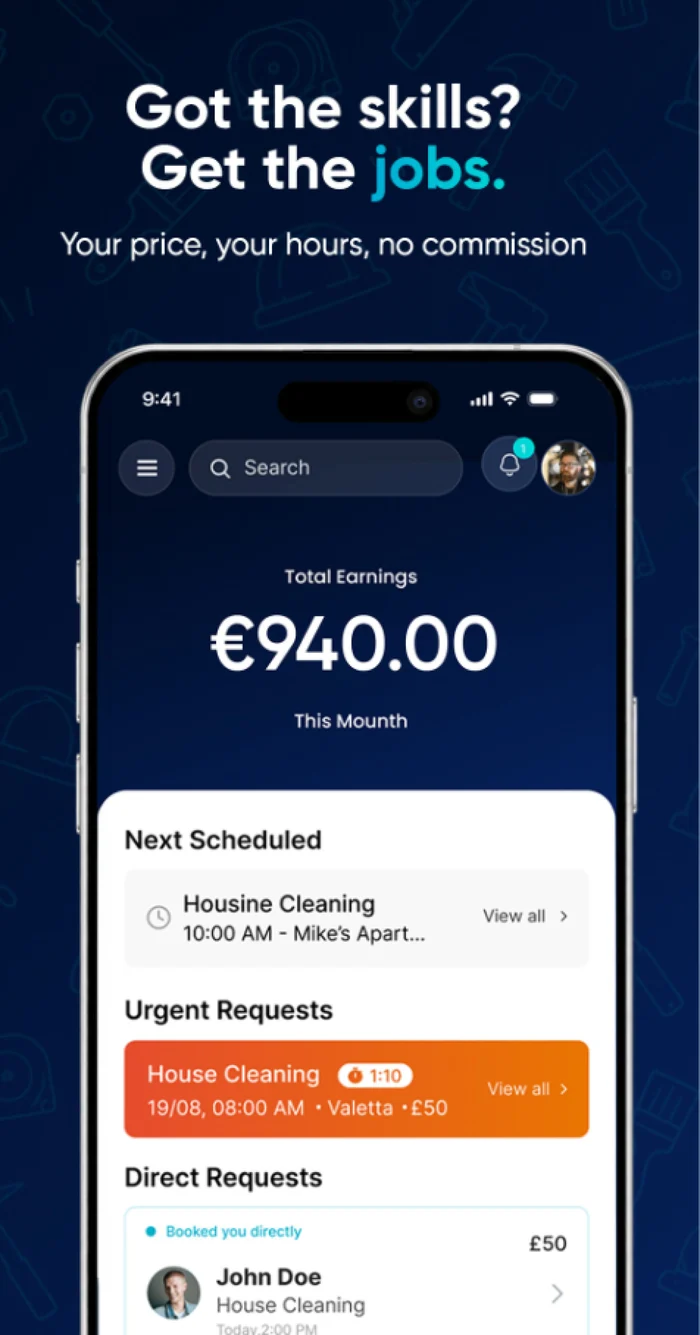 Got the skills?
Get the jobs.
Your price, your hours, no commission
9:41
Search
1
Total Earnings
€940.00
This Mounth
Next Scheduled
Housine Cleaning
10:00 AM - Mike’s Apart...
View all
Urgent Requests
House Cleaning 1:10
19/08, 08:00 AM • Valetta • £50
View all
Direct Requests
Booked you directly
£50
John Doe
House Cleaning
Today,2:00 PM